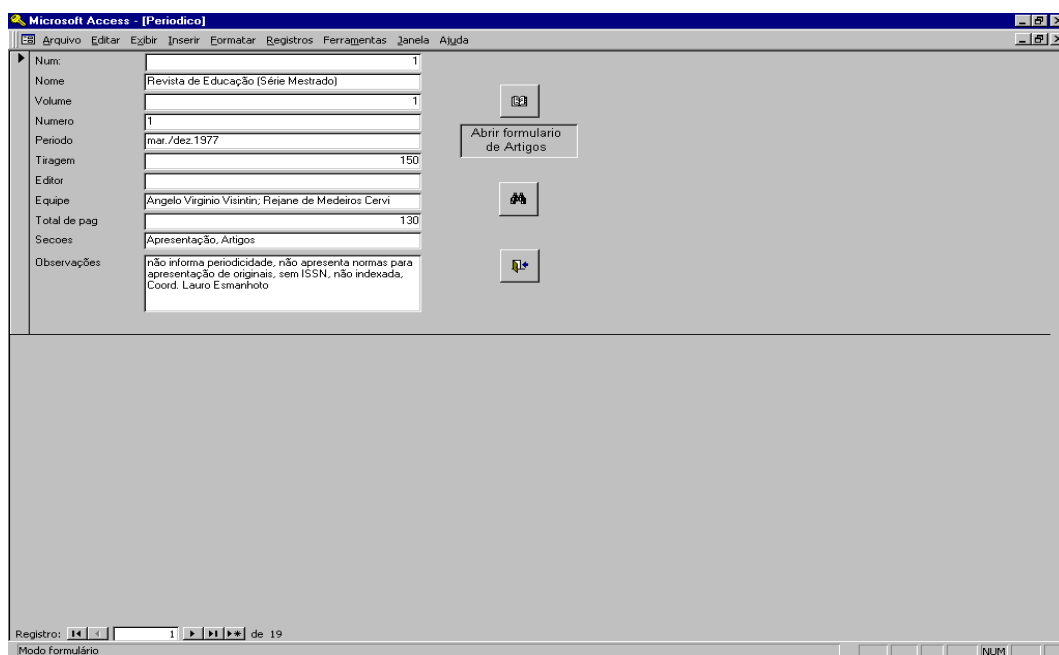 Microsoft Access - [Periodico]
Arquivo Editar Exibir Inserir Formatar Registros Ferramentas Janela Ajuda
Num: 1
Nome Revista de Educação (Série Mestrado)
Volume 1
Numero 1
Periodo mar./dez.1977
Tiragem 150
Editor
Equipe Angelo Virginio Visintin; Rejane de Medeiros Cervi
Total de pag 130
Secoes Apresentação, Artigos
Observações não informa periodicidade, não apresenta normas para
apresentação de originais, sem ISSN, não indexada,
Coord. Lauro Esmanhoto
Abrir formulario
de Artigos
Registro: 1 de 19
Modo formulário NUM